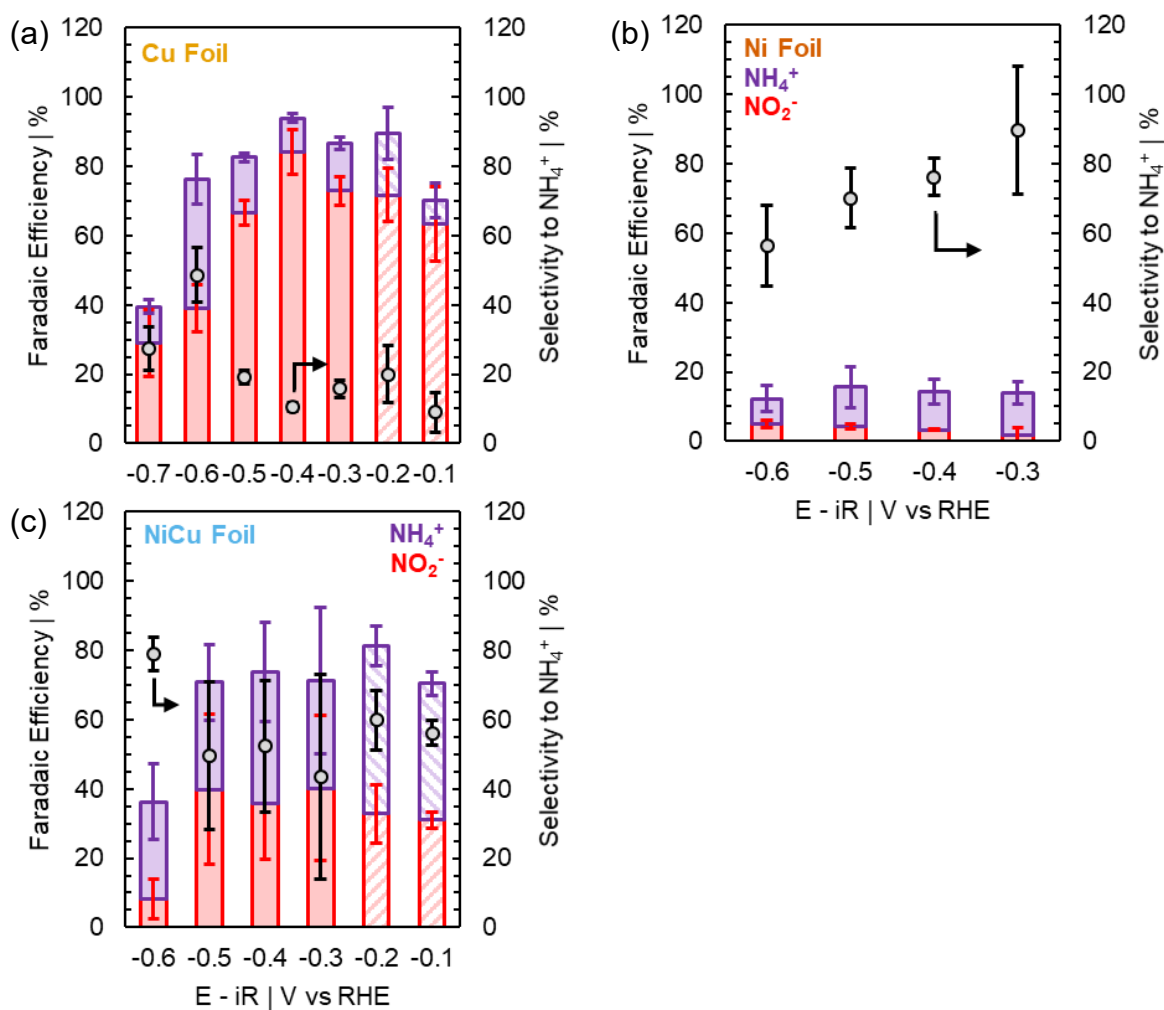 (a)
Cu Foil
Faradaic Efficiency | %
120
100
80
60
40
20
0
120
100
80
60
40
20
0
Selectivity to NH₄⁺ | %
-0.7 -0.6 -0.5 -0.4 -0.3 -0.2 -0.1
(b)
Ni Foil
NH₄⁺
NO₂⁻
Faradaic Efficiency | %
120
100
80
60
40
20
0
120
100
80
60
40
20
0
Selectivity to NH₄⁺ | %
-0.6 -0.5 -0.4 -0.3
E - iR | V vs RHE
(c)
NiCu Foil
NH₄⁺
NO₂⁻
Faradaic Efficiency | %
120
100
80
60
40
20
0
120
100
80
60
40
20
0
Selectivity to NH₄⁺ | %
-0.6 -0.5 -0.4 -0.3 -0.2 -0.1
E - iR | V vs RHE